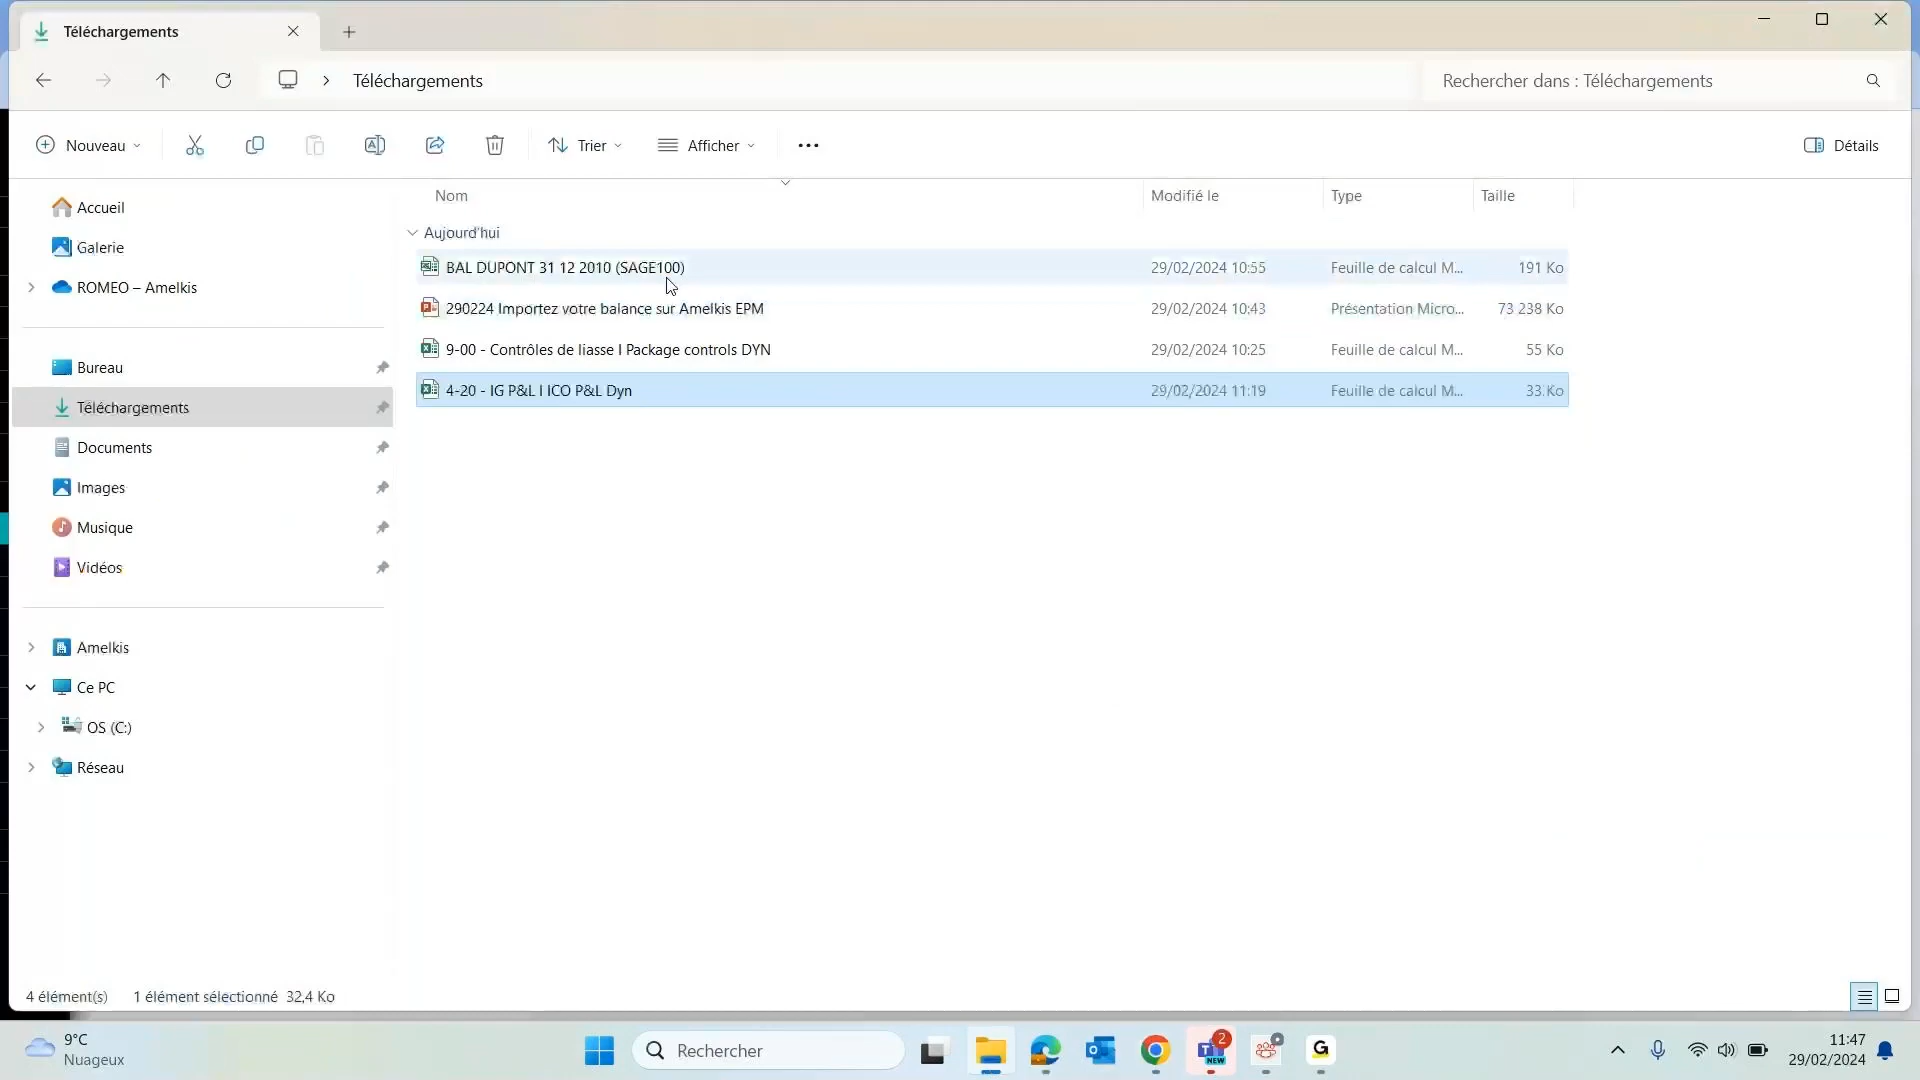 Téléchargements
Téléchargements
Rechercher dans : Téléchargements
Nouveau
Trier
Afficher
Détails
Nom
Modifié le
Type
Taille
Accueil
Galerie
ROMEO – Amelkis
Bureau
Téléchargements
Documents
Images
Musique
Vidéos
Amelkis
Ce PC
OS (C:)
Réseau
Aujourd'hui
BAL DUPONT 31 12 2010 (SAGE100) 29/02/2024 10:55 Feuille de calcul M... 191 Ko
290224 Importez votre balance sur Amelkis EPM 29/02/2024 10:43 Présentation Micro... 73 238 Ko
9-00 - Contrôles de liasse I Package controls DYN 29/02/2024 10:25 Feuille de calcul M... 55 Ko
4-20 - IG P&L I ICO P&L Dyn 29/02/2024 11:19 Feuille de calcul M... 33 Ko
4 élément(s) 1 élément sélectionné 32,4 Ko
9°C
Nuageux
Rechercher
2
NEW
11:47
29/02/2024